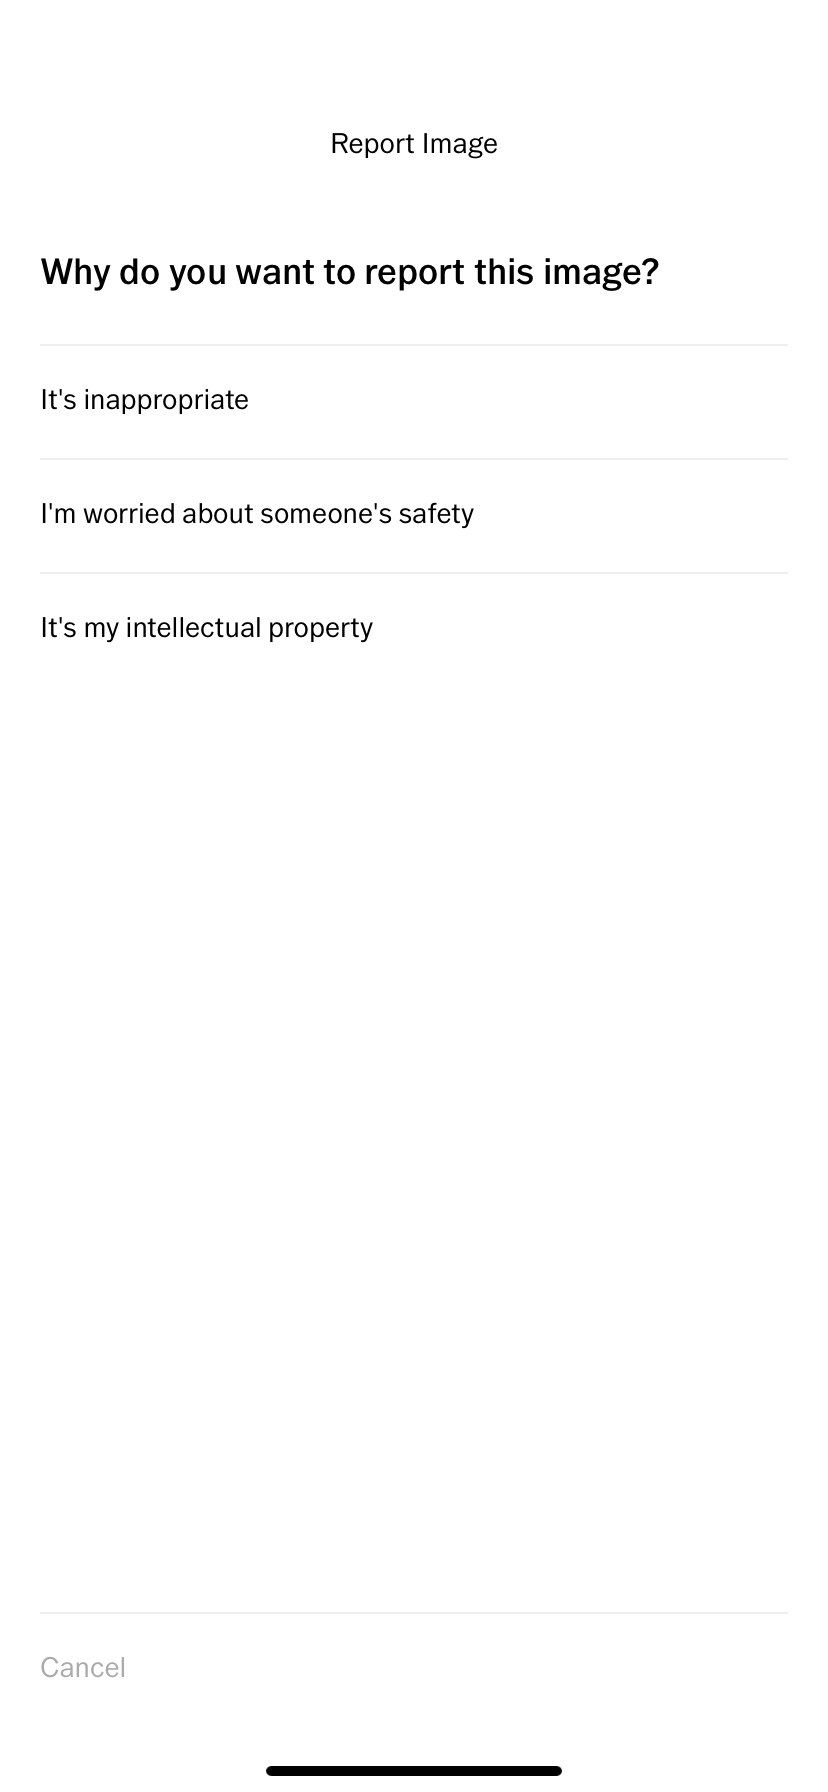 Report Image
Why do you want to report this image?
It's inappropriate
I'm worried about someone's safety
It's my intellectual property
Cancel